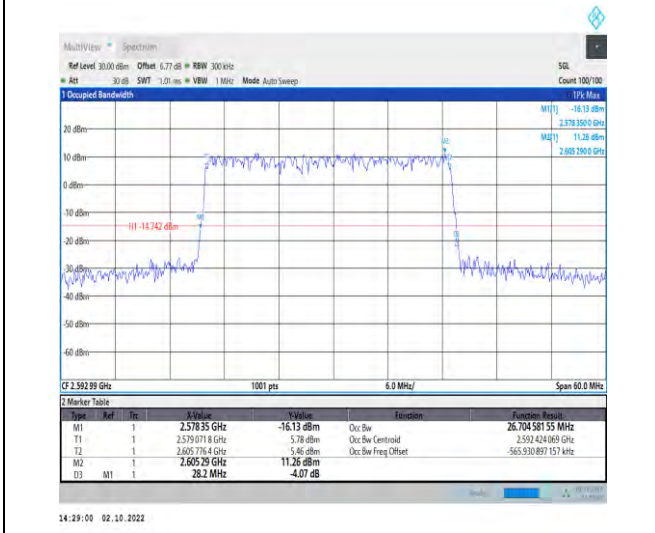 MultiView Spectrum
Ref Level 30.00 dBm Offset 6.77 dB RBW 300 kHz SGL
Att 30 dB SWT 1.01 ms VBW 1 MHz Mode Auto Sweep Count 100/100
1 Occupied Bandwidth 1Pk Max
M1[1] -16.13 dBm
2.578 3500 GHz
M2[1] 11.26 dBm
2.605 2900 GHz
20 dBm
10 dBm
0 dBm
-10 dBm
H1 -14.742 dBm
-20 dBm
-30 dBm
-40 dBm
-50 dBm
-60 dBm
M1
M2
CF 2.592 99 GHz 1001 pts 6.0 MHz/ Span 60.0 MHz
2 Marker Table
Type Ref Trc X-Value Y-Value Function Function Result
M1 1 2.578 35 GHz -16.13 dBm Occ Bw 26.704 581 55 MHz
T1 1 2.579 071 8 GHz 5.78 dBm Occ Bw Centroid 2.592 424 069 GHz
T2 1 2.605 776 4 GHz 5.46 dBm Occ Bw Freq Offset -565.930 897 157 kHz
M2 1 2.605 29 GHz 11.26 dBm
D3 M1 1 28.2 MHz -4.07 dB
14:29:00 02.10.2022